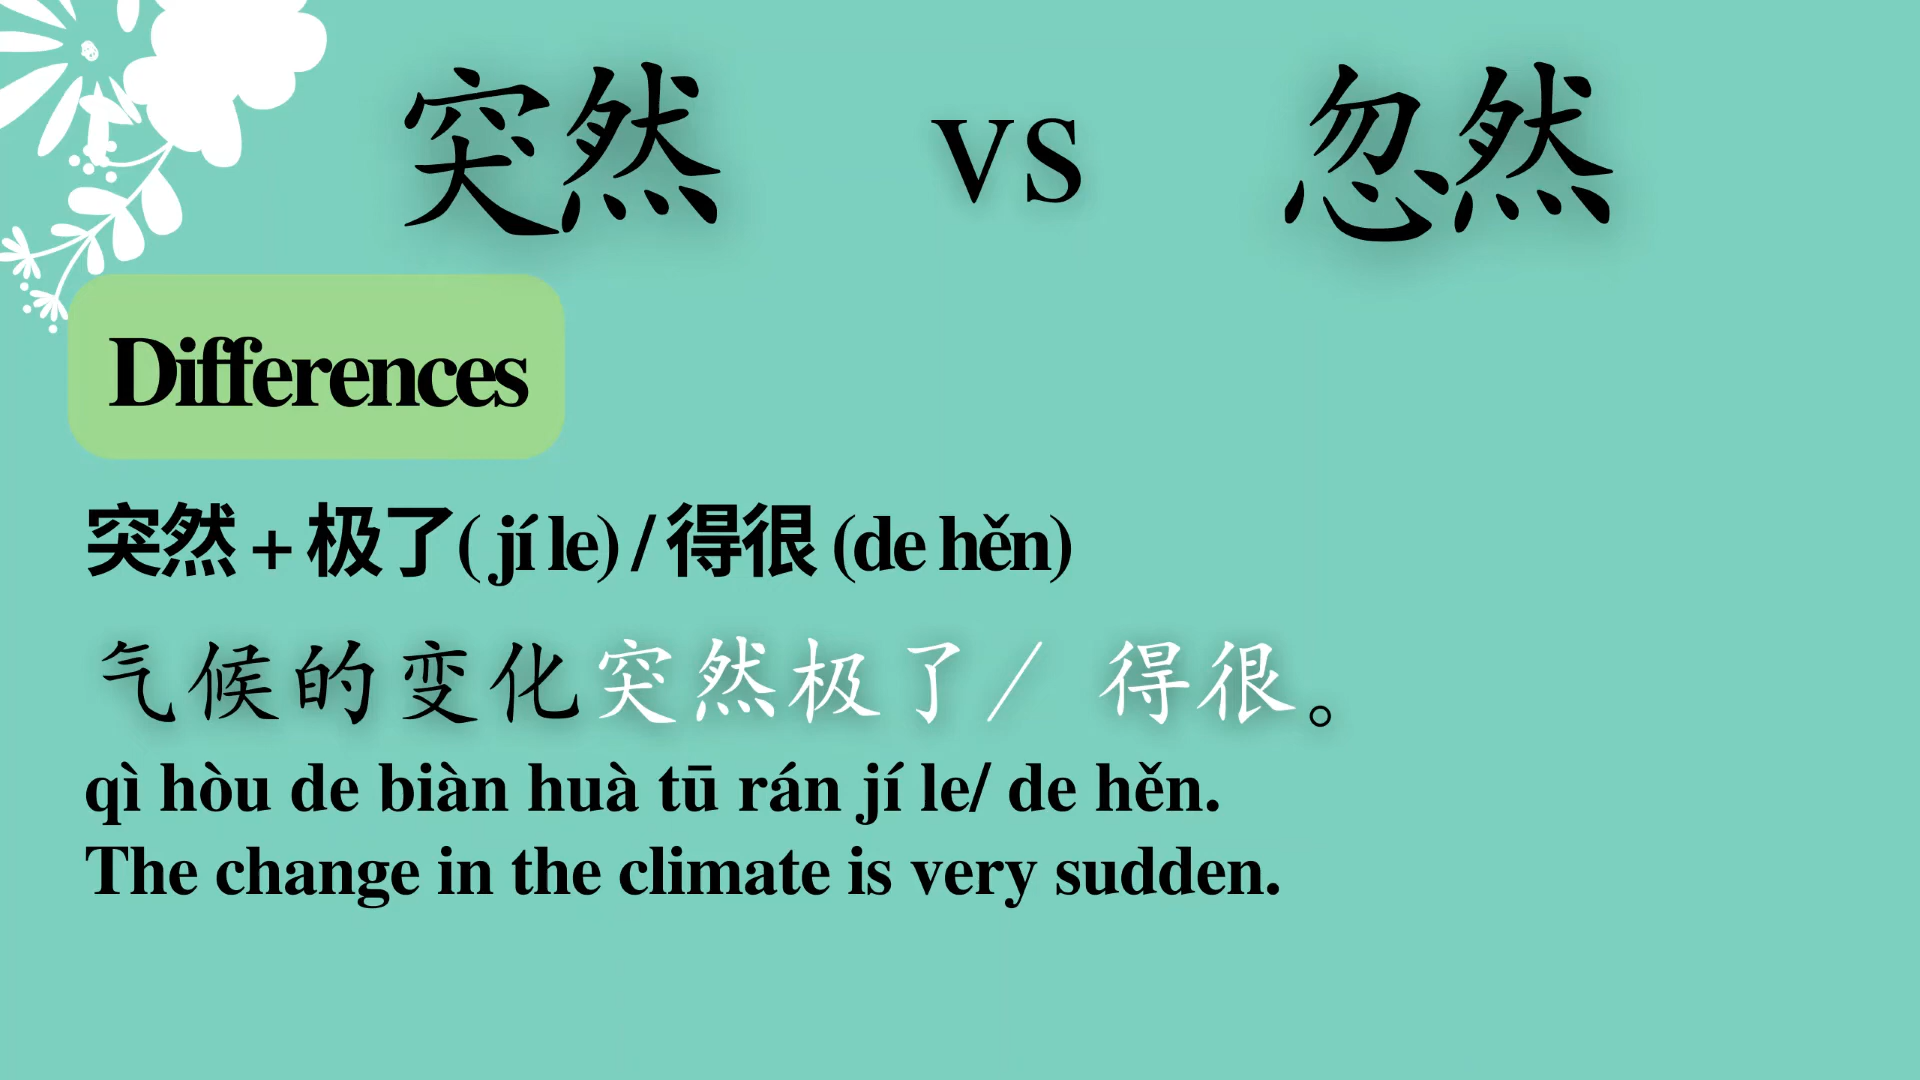 突然 vs 忽然
Differences
突然 + 极了( jí le) / 得很 (de hěn)
气候的变化突然极了/ 得很。
qì hòu de biàn huà tū rán jí le/ de hěn.
The change in the climate is very sudden.